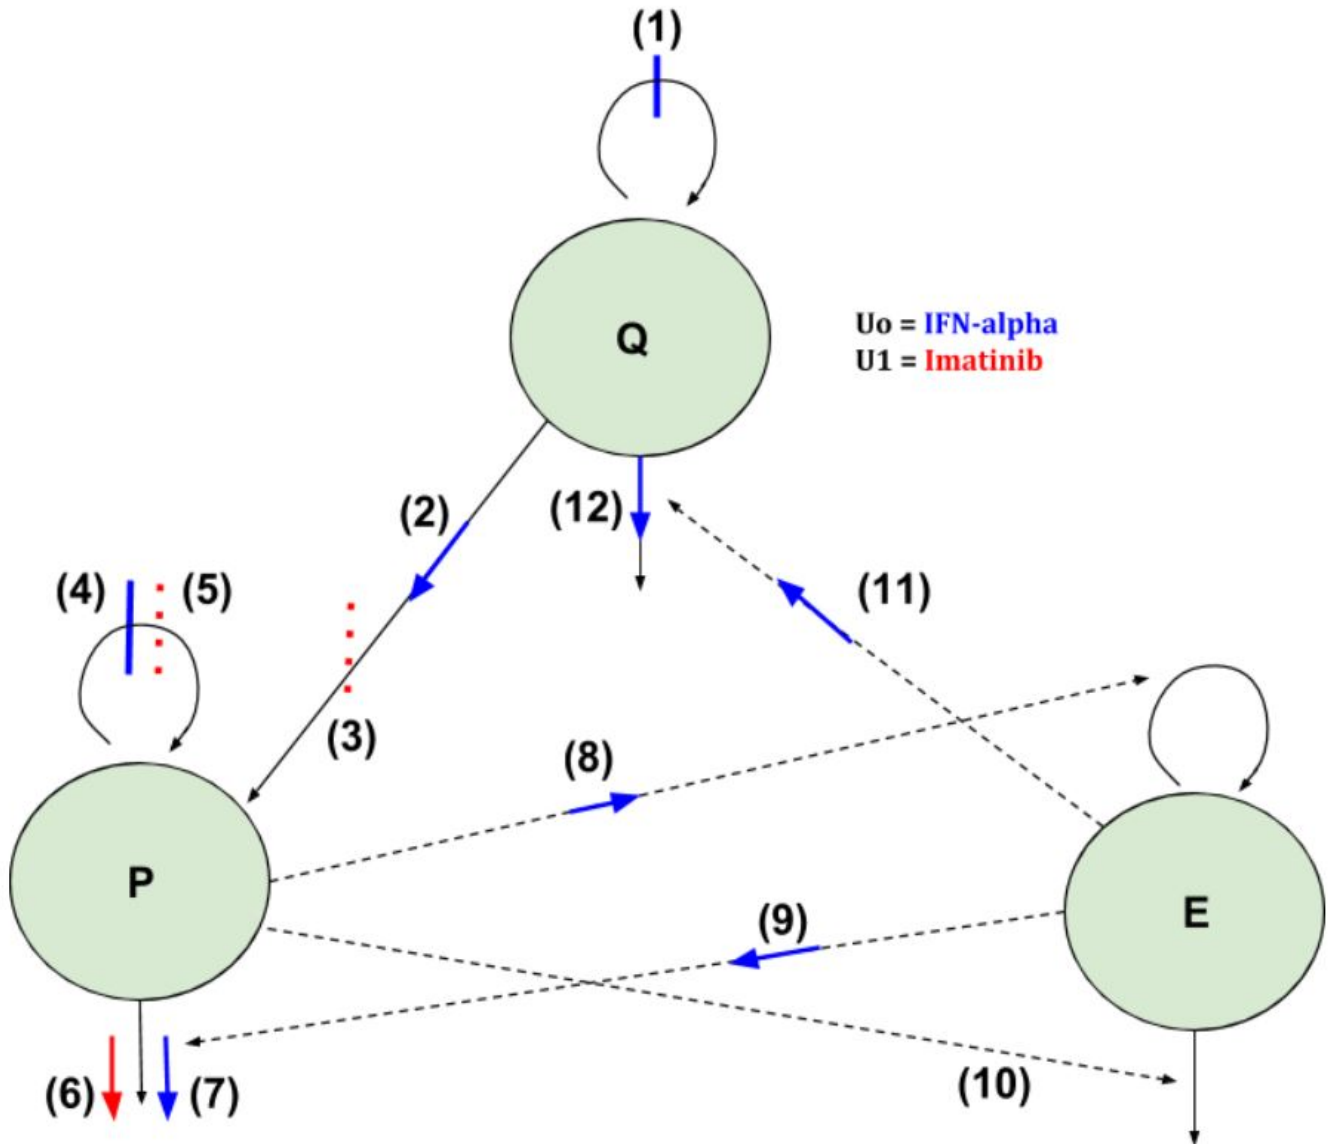 (1)
Q
Uo = IFN-alpha
U1 = Imatinib
(2)
(12)
(11)
(4)
(5)
(3)
(8)
P
(9)
E
(6)
(7)
(10)